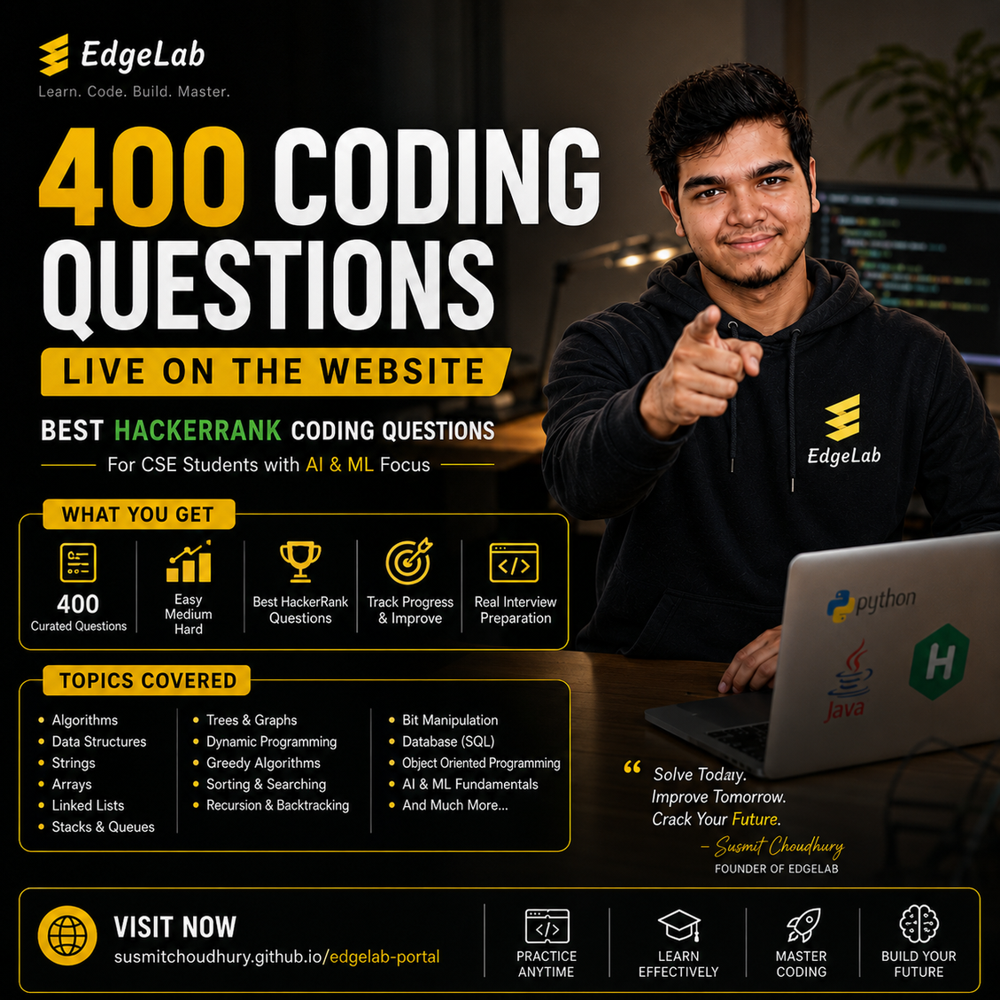 EdgeLab
Learn. Code. Build. Master.
400 CODING
QUESTIONS
LIVE ON THE WEBSITE
BEST HACKERRANK CODING QUESTIONS
For CSE Students with AI & ML Focus
WHAT YOU GET
400
Curated Questions
Easy
Medium
Hard
Best HackerRank
Questions
Track Progress
& Improve
Real Interview
Preparation
TOPICS COVERED
• Algorithms
• Data Structures
• Strings
• Arrays
• Linked Lists
• Stacks & Queues
• Trees & Graphs
• Dynamic Programming
• Greedy Algorithms
• Sorting & Searching
• Recursion & Backtracking
• Bit Manipulation
• Database (SQL)
• Object Oriented Programming
• AI & ML Fundamentals
• And Much More...
EdgeLab
python
Java
H
“ Solve Today.
Improve Tomorrow.
Crack Your Future.
– Susmit Choudhury
FOUNDER OF EDGELAB
VISIT NOW
susmitchoudhury.github.io/edgelab-portal
PRACTICE
ANYTIME
LEARN
EFFECTIVELY
MASTER
CODING
BUILD YOUR
FUTURE